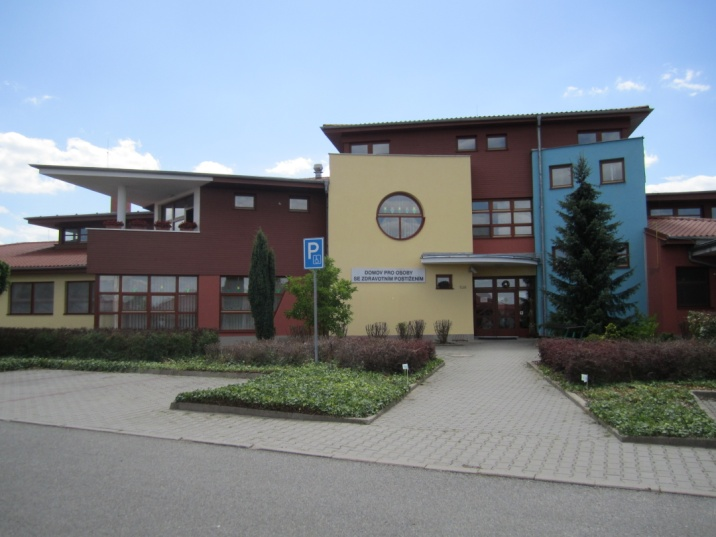 P
DOMOV PRO OSOBY
SE ZDRAVOTNÍM POSTIŽENÍM